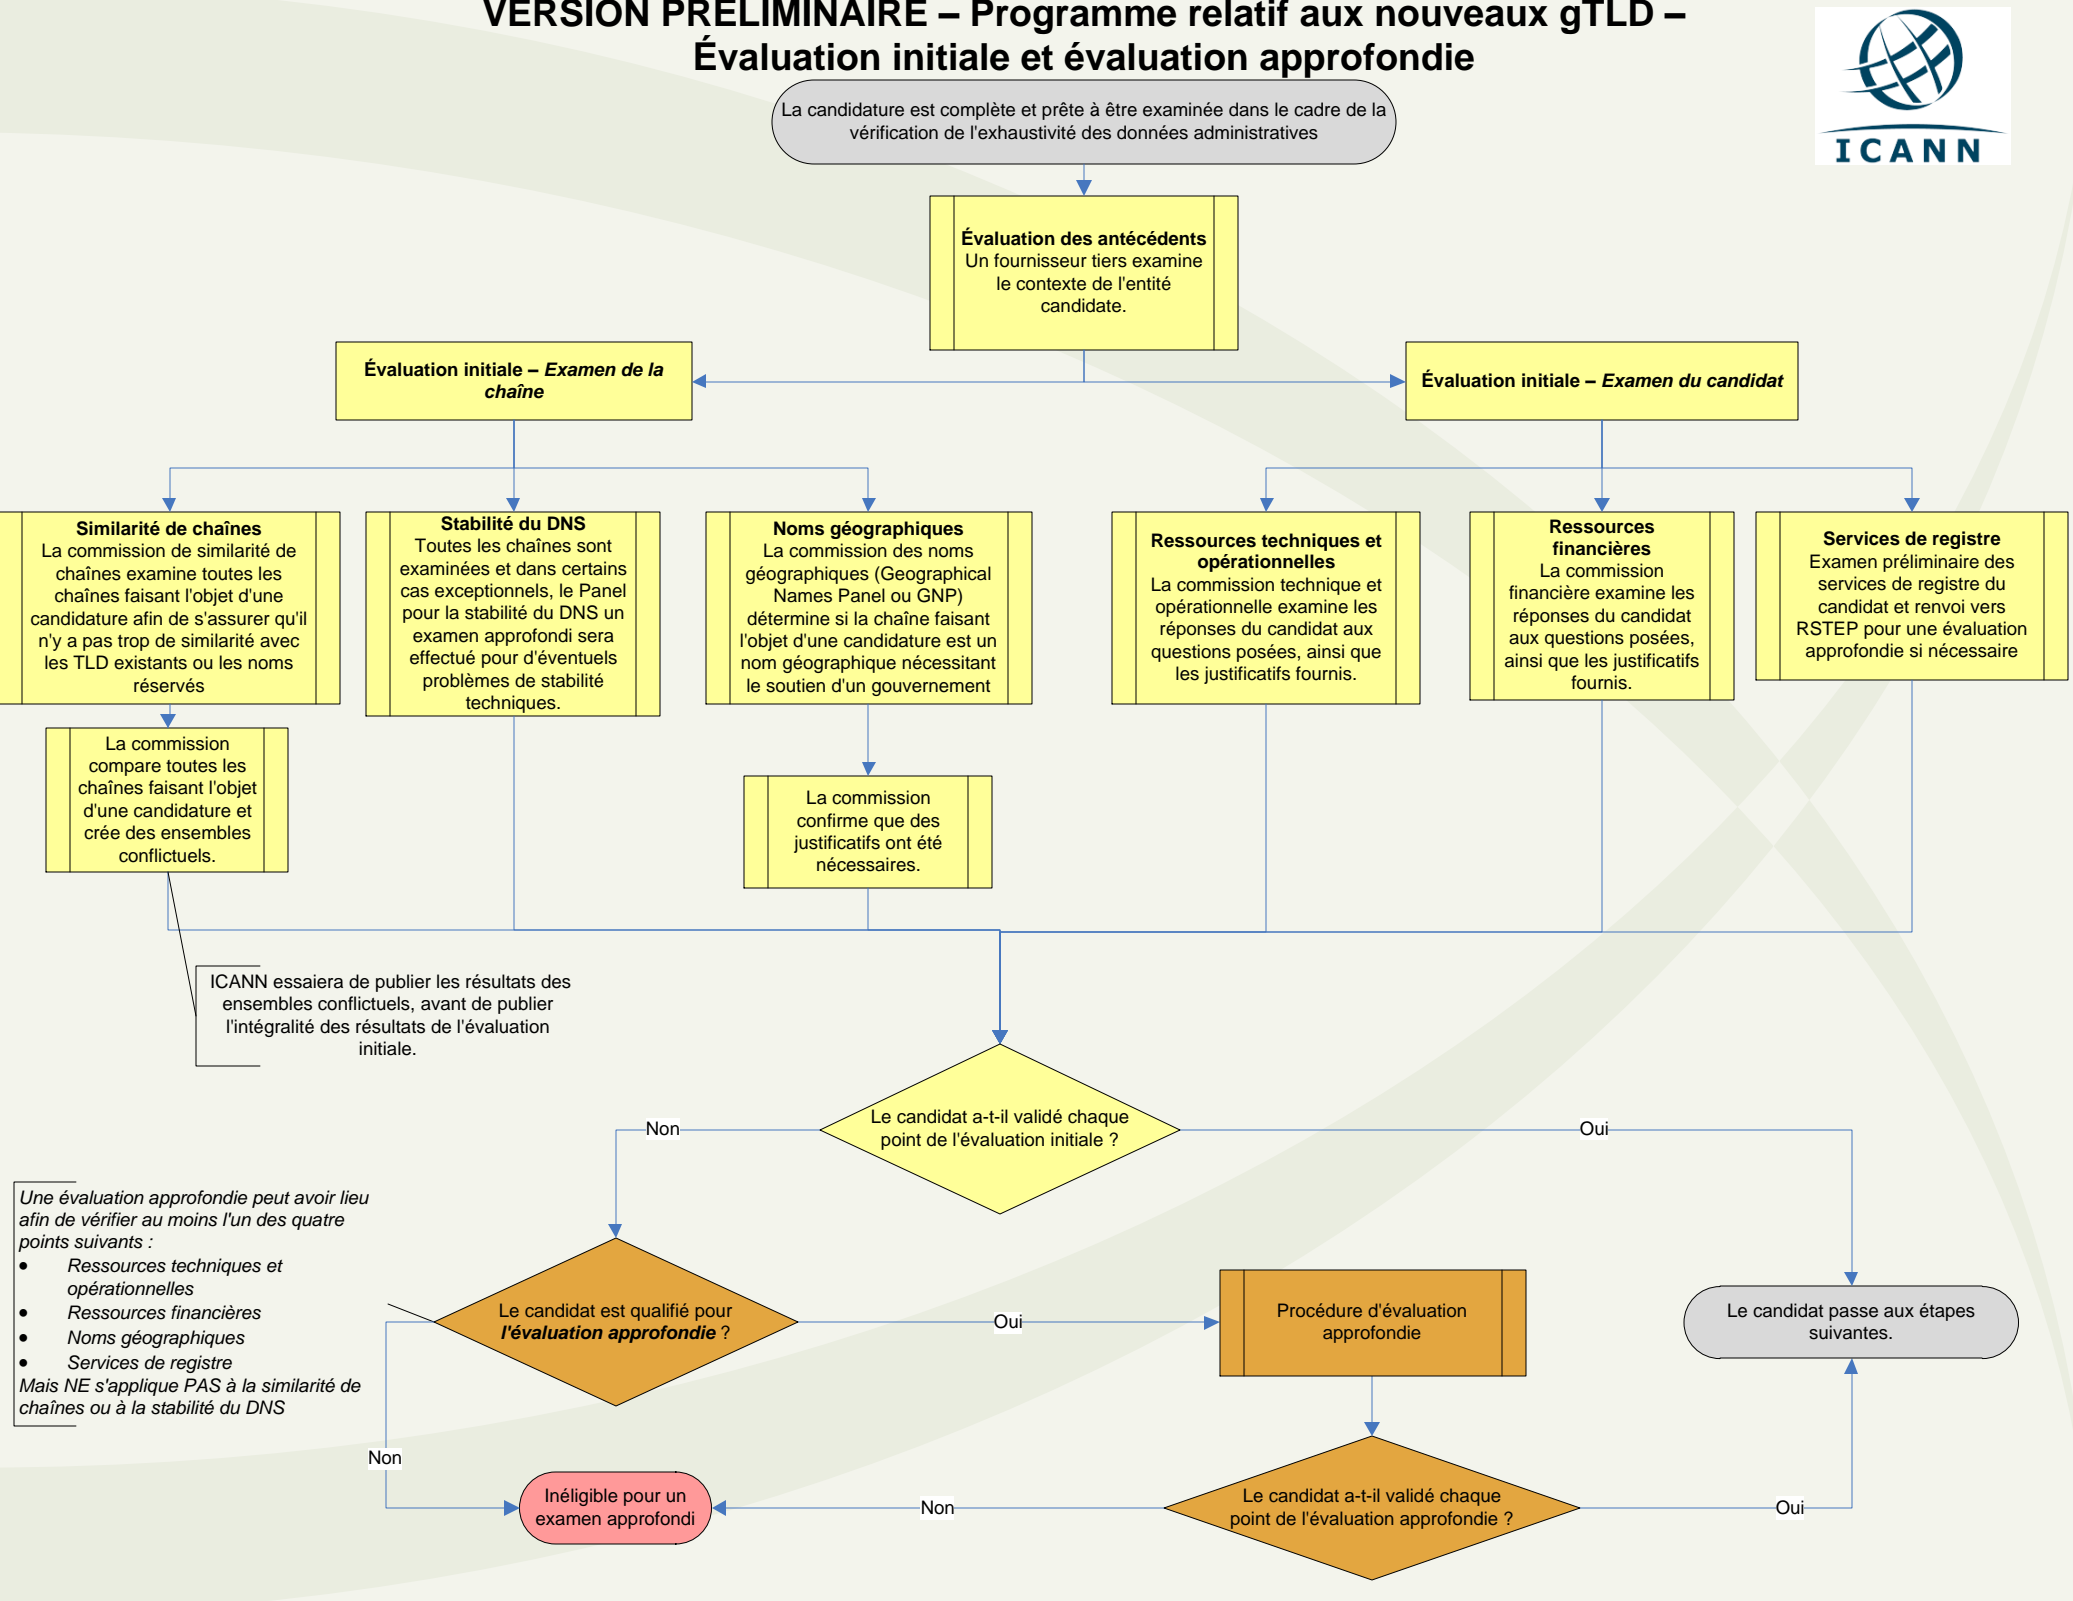 VERSION PRELIMINAIRE – Programme relatif aux nouveaux gTLD –
Évaluation initiale et évaluation approfondie
ICANN
La candidature est complète et prête à être examinée dans le cadre de la
vérification de l'exhaustivité des données administratives
Évaluation des antécédents
Un fournisseur tiers examine
le contexte de l'entité
candidate.
Évaluation initiale – Examen de la
chaîne
Évaluation initiale – Examen du candidat
Similarité de chaînes
La commission de similarité de
chaînes examine toutes les
chaînes faisant l'objet d'une
candidature afin de s'assurer qu'il
n'y a pas trop de similarité avec
les TLD existants ou les noms
réservés
Stabilité du DNS
Toutes les chaînes sont
examinées et dans certains
cas exceptionnels, le Panel
pour la stabilité du DNS un
examen approfondi sera
effectué pour d'éventuels
problèmes de stabilité
techniques.
Noms géographiques
La commission des noms
géographiques (Geographical
Names Panel ou GNP)
détermine si la chaîne faisant
l'objet d'une candidature est un
nom géographique nécessitant
le soutien d'un gouvernement
Ressources techniques et
opérationnelles
La commission technique et
opérationnelle examine les
réponses du candidat aux
questions posées, ainsi que
les justificatifs fournis.
Ressources
financières
La commission
financière examine les
réponses du candidat
aux questions posées,
ainsi que les justificatifs
fournis.
Services de registre
Examen préliminaire des
services de registre du
candidat et renvoi vers
RSTEP pour une évaluation
approfondie si nécessaire
La commission
compare toutes les
chaînes faisant l'objet
d'une candidature et
crée des ensembles
conflictuels.
La commission
confirme que des
justificatifs ont été
nécessaires.
ICANN essaiera de publier les résultats des
ensembles conflictuels, avant de publier
l'intégralité des résultats de l'évaluation
initiale.
Le candidat a-t-il validé chaque
point de l'évaluation initiale ?
Non
Oui
Une évaluation approfondie peut avoir lieu
afin de vérifier au moins l'un des quatre
points suivants :
• Ressources techniques et
opérationnelles
• Ressources financières
• Noms géographiques
• Services de registre
Mais NE s'applique PAS à la similarité de
chaînes ou à la stabilité du DNS
Le candidat est qualifié pour
l'évaluation approfondie ?
Oui
Procédure d'évaluation
approfondie
Le candidat passe aux étapes
suivantes.
Non
Inéligible pour un
examen approfondi
Non
Le candidat a-t-il validé chaque
point de l'évaluation approfondie ?
Oui